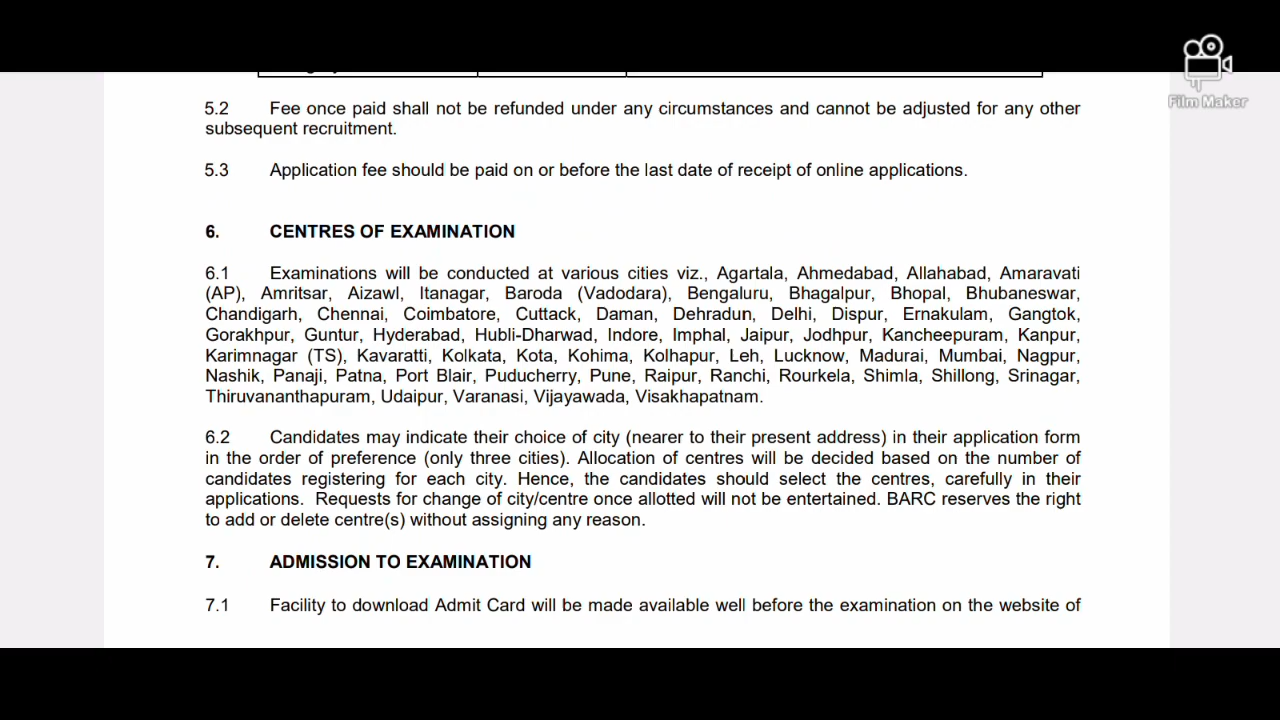 Film Maker
5.2 Fee once paid shall not be refunded under any circumstances and cannot be adjusted for any other
subsequent recruitment.
5.3 Application fee should be paid on or before the last date of receipt of online applications.
6. CENTRES OF EXAMINATION
6.1 Examinations will be conducted at various cities viz., Agartala, Ahmedabad, Allahabad, Amaravati
(AP), Amritsar, Aizawl, Itanagar, Baroda (Vadodara), Bengaluru, Bhagalpur, Bhopal, Bhubaneswar,
Chandigarh, Chennai, Coimbatore, Cuttack, Daman, Dehradun, Delhi, Dispur, Ernakulam, Gangtok,
Gorakhpur, Guntur, Hyderabad, Hubli-Dharwad, Indore, Imphal, Jaipur, Jodhpur, Kancheepuram, Kanpur,
Karimnagar (TS), Kavaratti, Kolkata, Kota, Kohima, Kolhapur, Leh, Lucknow, Madurai, Mumbai, Nagpur,
Nashik, Panaji, Patna, Port Blair, Puducherry, Pune, Raipur, Ranchi, Rourkela, Shimla, Shillong, Srinagar,
Thiruvananthapuram, Udaipur, Varanasi, Vijayawada, Visakhapatnam.
6.2 Candidates may indicate their choice of city (nearer to their present address) in their application form
in the order of preference (only three cities). Allocation of centres will be decided based on the number of
candidates registering for each city. Hence, the candidates should select the centres, carefully in their
applications. Requests for change of city/centre once allotted will not be entertained. BARC reserves the right
to add or delete centre(s) without assigning any reason.
7. ADMISSION TO EXAMINATION
7.1 Facility to download Admit Card will be made available well before the examination on the website of